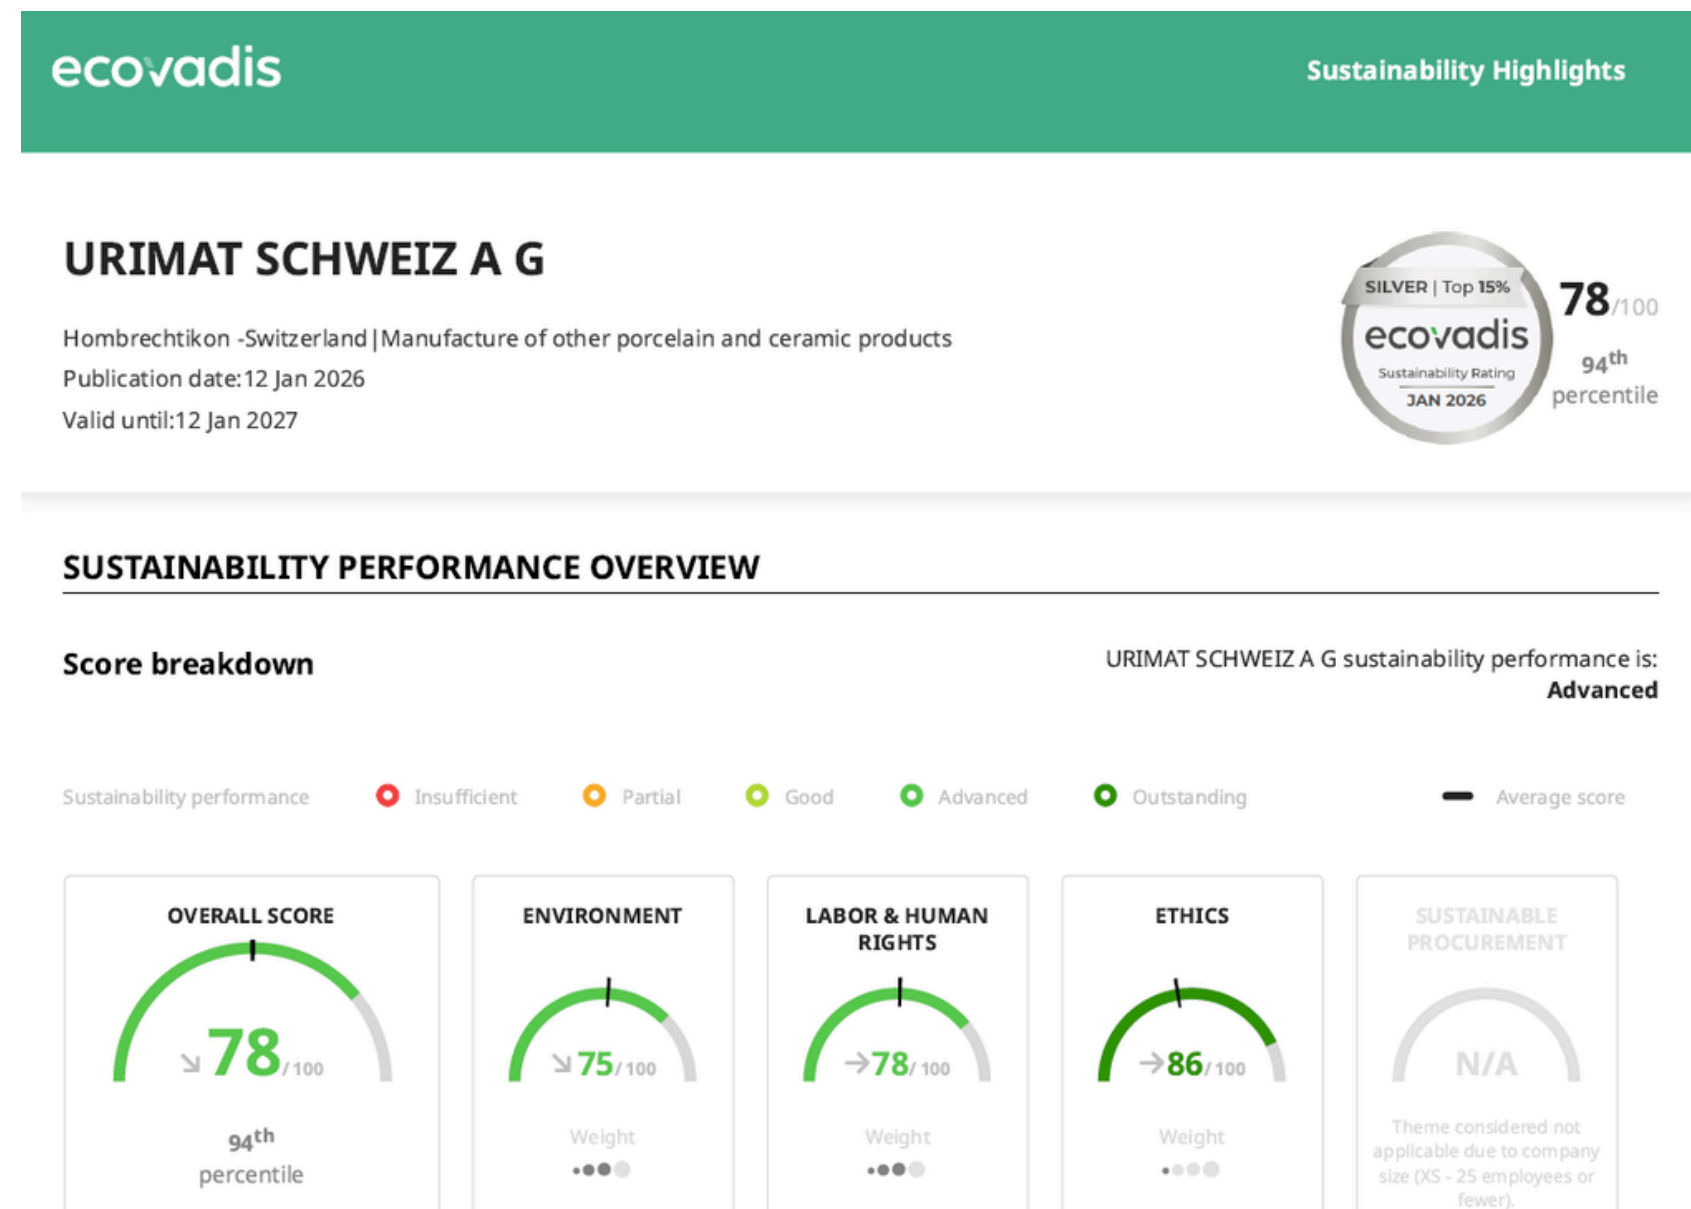 ecovadis
Sustainability Highlights
URIMAT SCHWEIZ A G
Hombrechtikon -Switzerland|Manufacture of other porcelain and ceramic products
Publication date:12 Jan 2026
Valid until:12 Jan 2027
SILVER | Top 15%
ecovadis
Sustainability Rating
JAN 2026
78/100
94th
percentile
SUSTAINABILITY PERFORMANCE OVERVIEW
Score breakdown
URIMAT SCHWEIZ A G sustainability performance is:
Advanced
Sustainability performance
Insufficient
Partial
Good
Advanced
Outstanding
Average score
OVERALL SCORE
78/100
94th
percentile
ENVIRONMENT
75/100
Weight
LABOR & HUMAN
RIGHTS
78/100
Weight
ETHICS
86/100
Weight
SUSTAINABLE
PROCUREMENT
N/A
Theme considered not
applicable due to company
size (XS - 25 employees or
fewer).